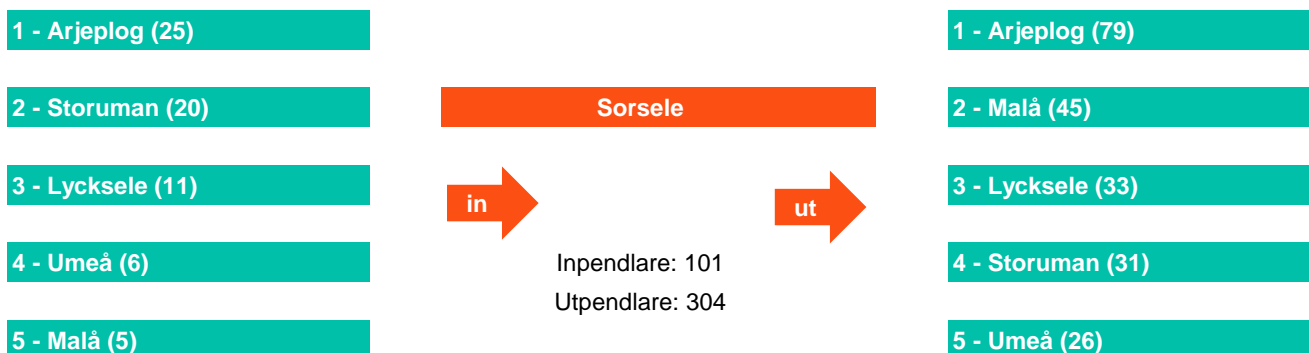 1 - Arjeplog (25)
2 - Storuman (20)
3 - Lycksele (11)
4 - Umeå (6)
5 - Malå (5)
Sorsele
in
ut
Inpendlare: 101
Utpendlare: 304
1 - Arjeplog (79)
2 - Malå (45)
3 - Lycksele (33)
4 - Storuman (31)
5 - Umeå (26)